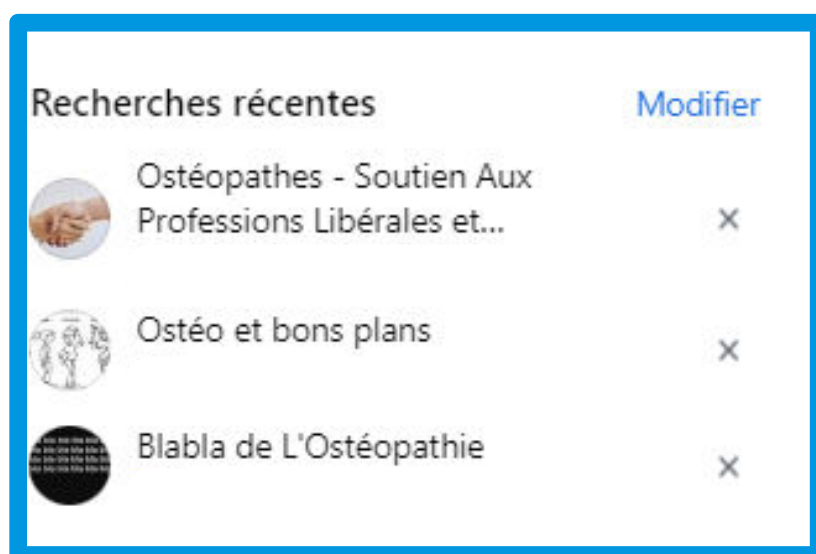 Recherches récentes Modifier
Ostéopathes - Soutien Aux
Professions Libérales et...
Ostéo et bons plans
Blabla de L'Ostéopathie